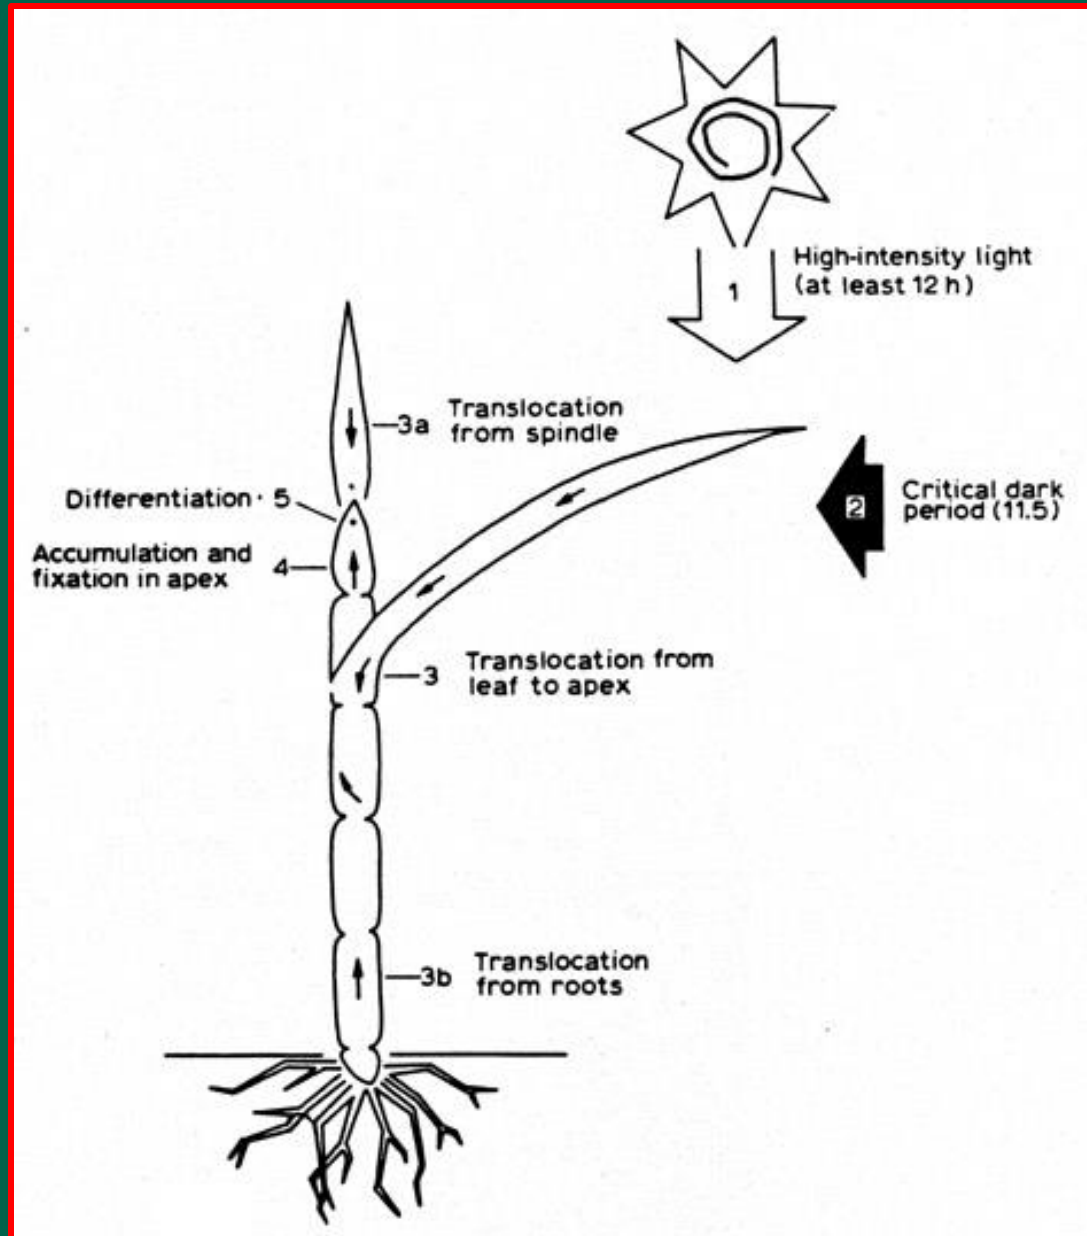 High-intensity light
(at least 12 h)
1
3a Translocation
from spindle
Differentiation · 5
2 Critical dark
period (11.5)
Accumulation and
fixation in apex 4
3 Translocation from
leaf to apex
3b Translocation
from roots